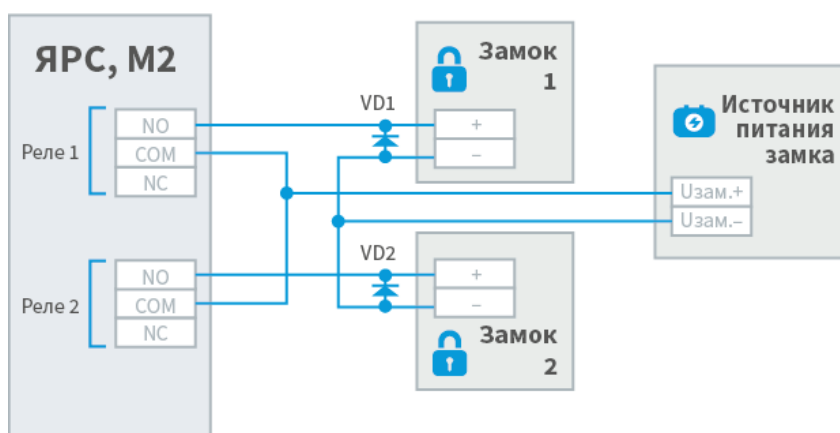 ЯРС, М2
Реле 1
NO
COM
NC
Реле 2
NO
COM
NC
VD1
VD2
Замок
1
+
–
Замок
2
+
–
Источник
питания
замка
Uзам.+
Uзам.–